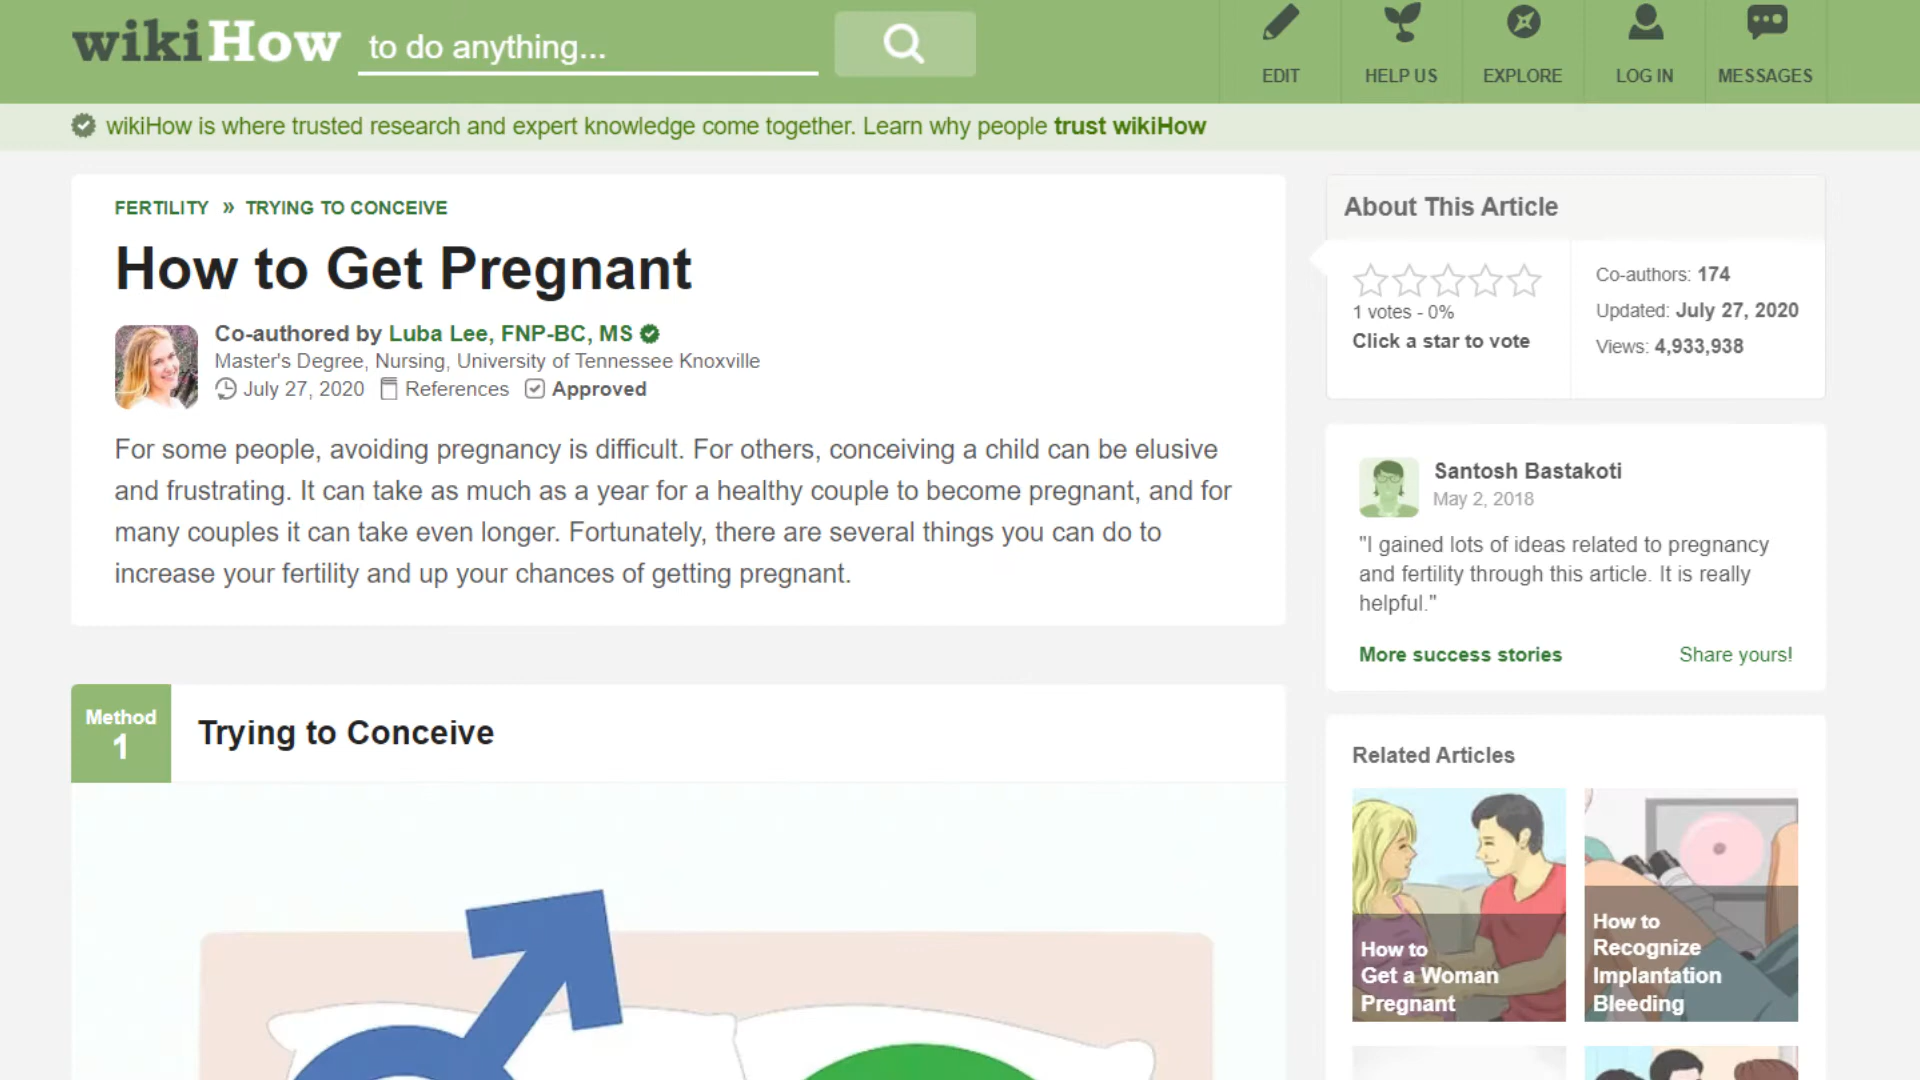 wikiHow to do anything...
EDIT
HELP US
EXPLORE
LOG IN
MESSAGES
wikiHow is where trusted research and expert knowledge come together. Learn why people trust wikiHow
FERTILITY » TRYING TO CONCEIVE
How to Get Pregnant
Co-authored by Luba Lee, FNP-BC, MS
Master's Degree, Nursing, University of Tennessee Knoxville
July 27, 2020 References Approved
For some people, avoiding pregnancy is difficult. For others, conceiving a child can be elusive
and frustrating. It can take as much as a year for a healthy couple to become pregnant, and for
many couples it can take even longer. Fortunately, there are several things you can do to
increase your fertility and up your chances of getting pregnant.
Method
1
Trying to Conceive
About This Article
1 votes - 0%
Click a star to vote
Co-authors: 174
Updated: July 27, 2020
Views: 4,933,938
Santosh Bastakoti
May 2, 2018
"I gained lots of ideas related to pregnancy
and fertility through this article. It is really
helpful."
More success stories
Share yours!
Related Articles
How to
Get a Woman
Pregnant
How to
Recognize
Implantation
Bleeding